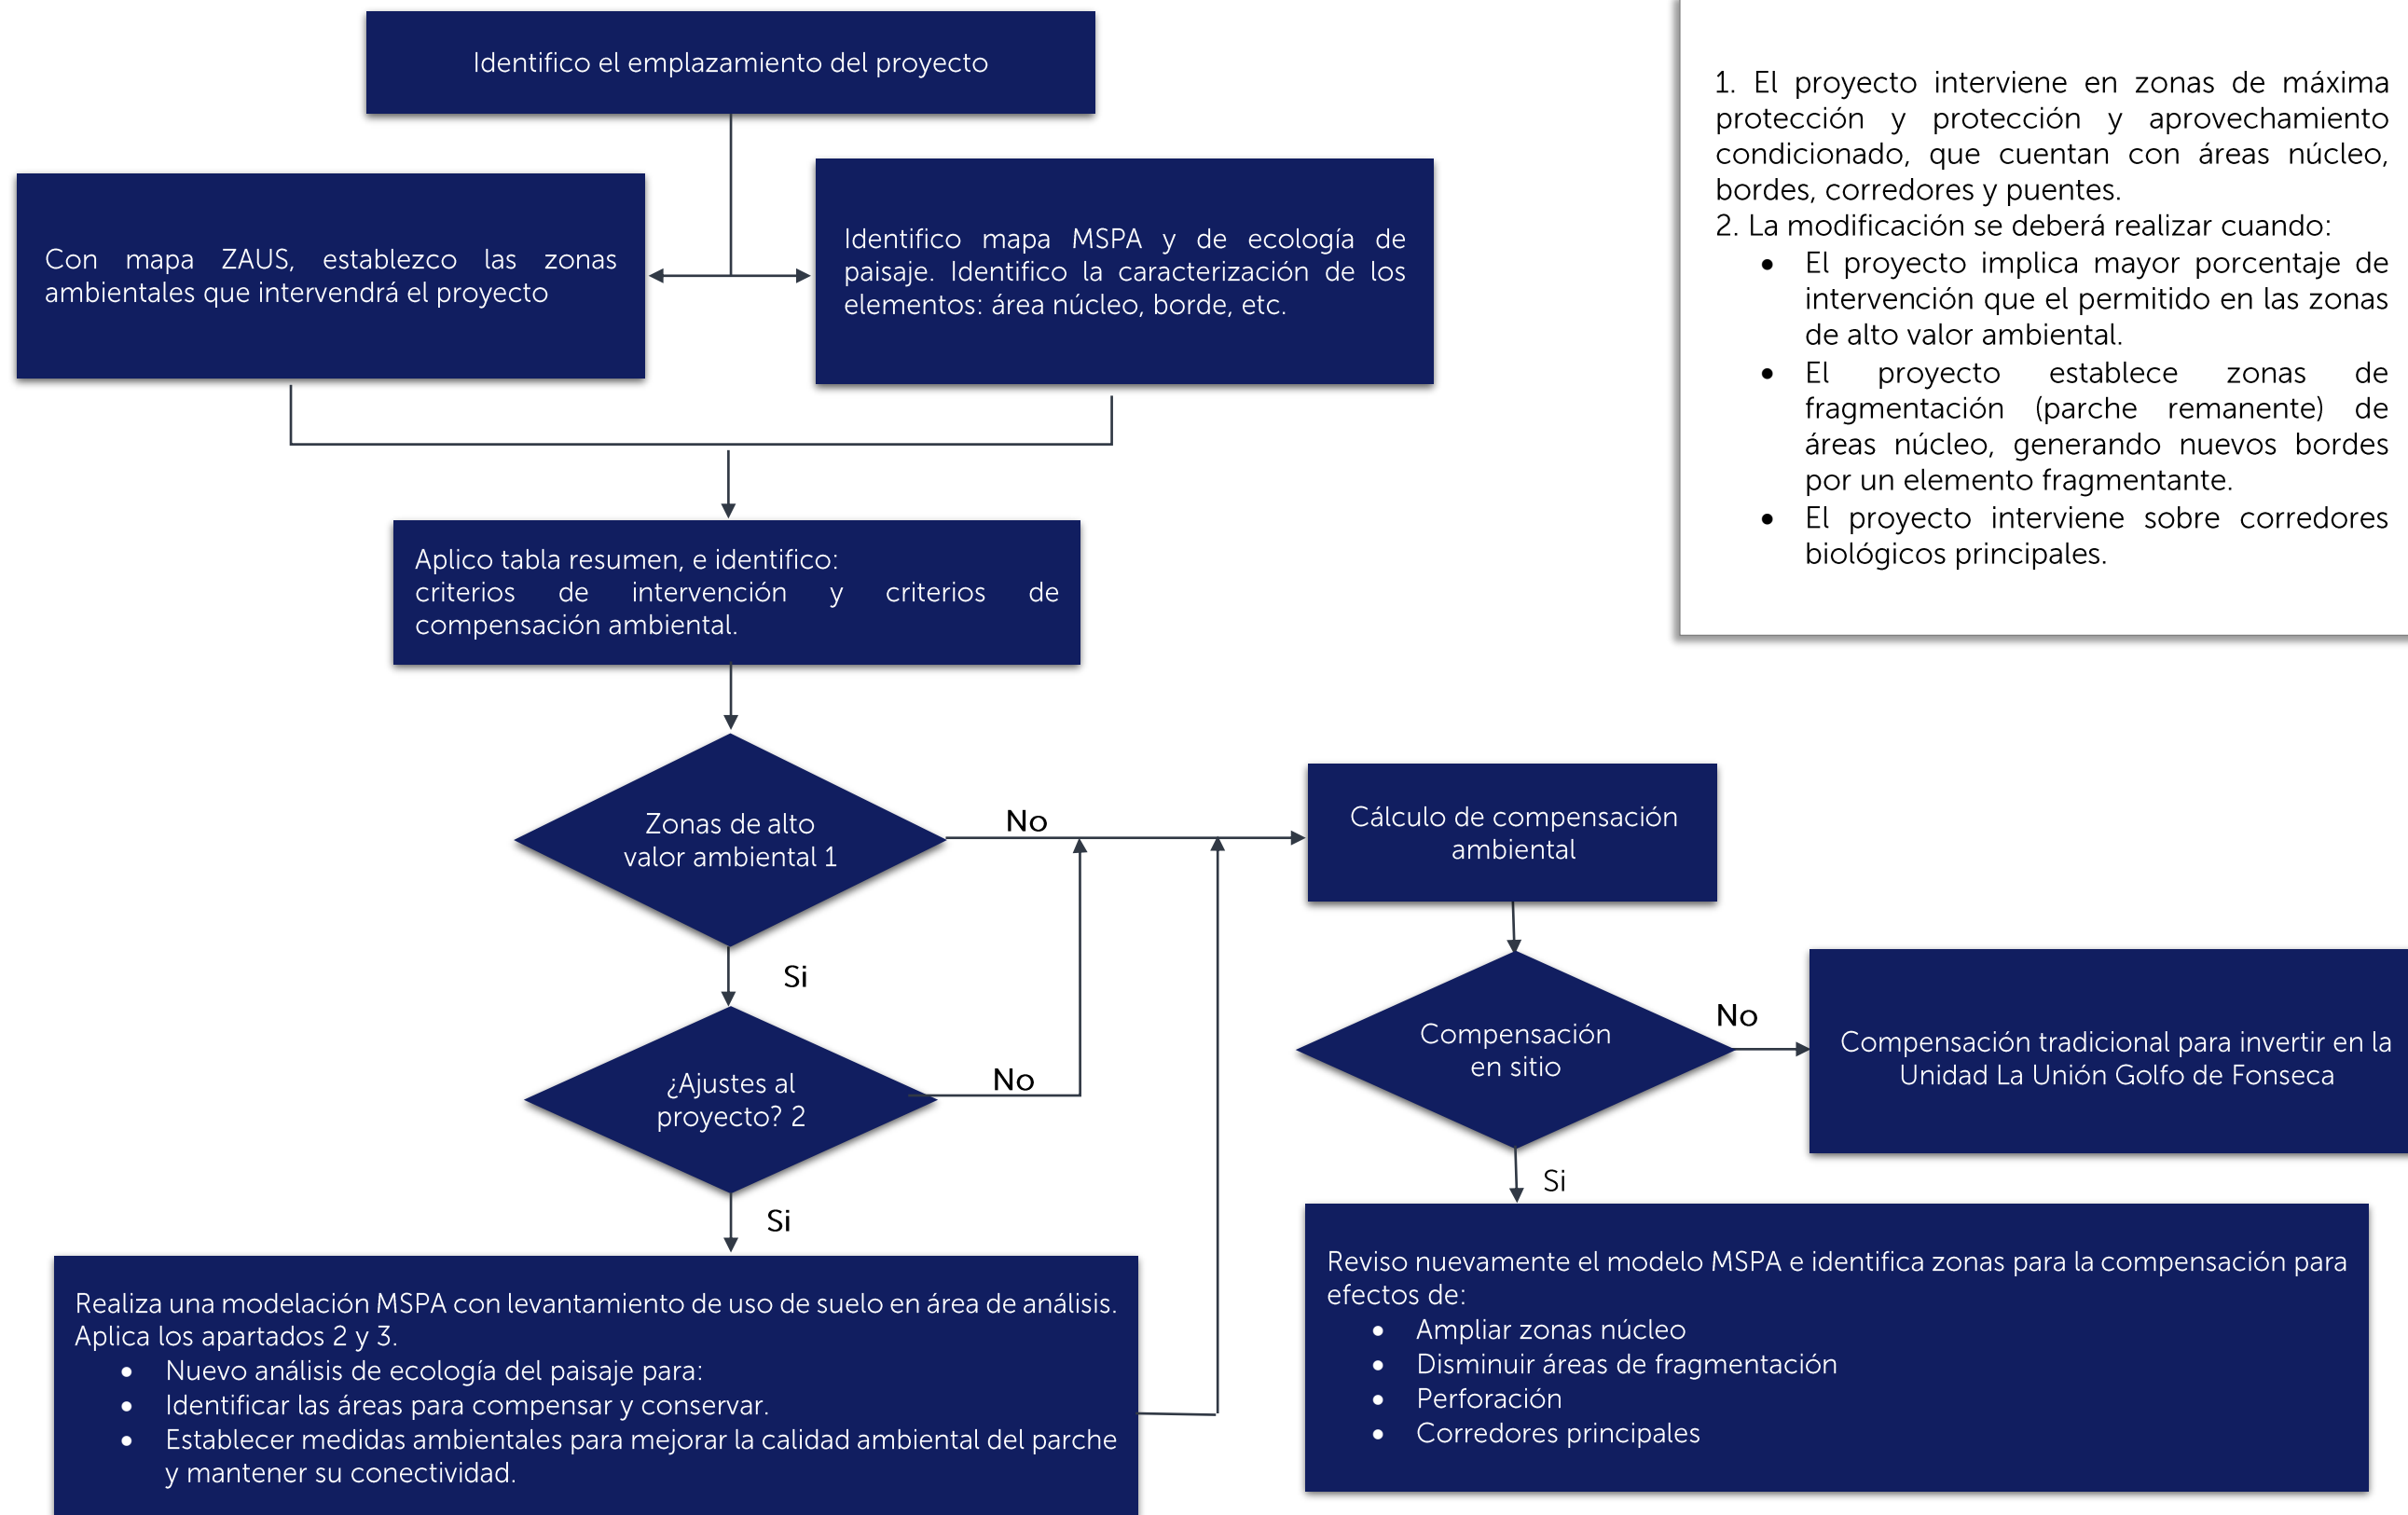 Identifico el emplazamiento del proyecto
Con mapa ZAUS, establezco las zonas
ambientales que intervendrá el proyecto
Identifico mapa MSPA y de ecología de
paisaje. Identifico la caracterización de los
elementos: área núcleo, borde, etc.
1. El proyecto interviene en zonas de máxima
protección y protección y aprovechamiento
condicionado, que cuentan con áreas núcleo,
bordes, corredores y puentes.
2. La modificación se deberá realizar cuando:
• El proyecto implica mayor porcentaje de
intervención que el permitido en las zonas
de alto valor ambiental.
• El proyecto establece zonas de
fragmentación (parche remanente) de
áreas núcleo, generando nuevos bordes
por un elemento fragmentante.
• El proyecto interviene sobre corredores
biológicos principales.
Aplico tabla resumen, e identifico:
criterios de intervención y criterios de
compensación ambiental.
Zonas de alto
valor ambiental 1
No
Si
Cálculo de compensación
ambiental
¿Ajustes al
proyecto? 2
No
Si
Compensación
en sitio
No
Si
Compensación tradicional para invertir en la
Unidad La Unión Golfo de Fonseca
Realiza una modelación MSPA con levantamiento de uso de suelo en área de análisis.
Aplica los apartados 2 y 3.
• Nuevo análisis de ecología del paisaje para:
• Identificar las áreas para compensar y conservar.
• Establecer medidas ambientales para mejorar la calidad ambiental del parche
y mantener su conectividad.
Reviso nuevamente el modelo MSPA e identifica zonas para la compensación para
efectos de:
• Ampliar zonas núcleo
• Disminuir áreas de fragmentación
• Perforación
• Corredores principales